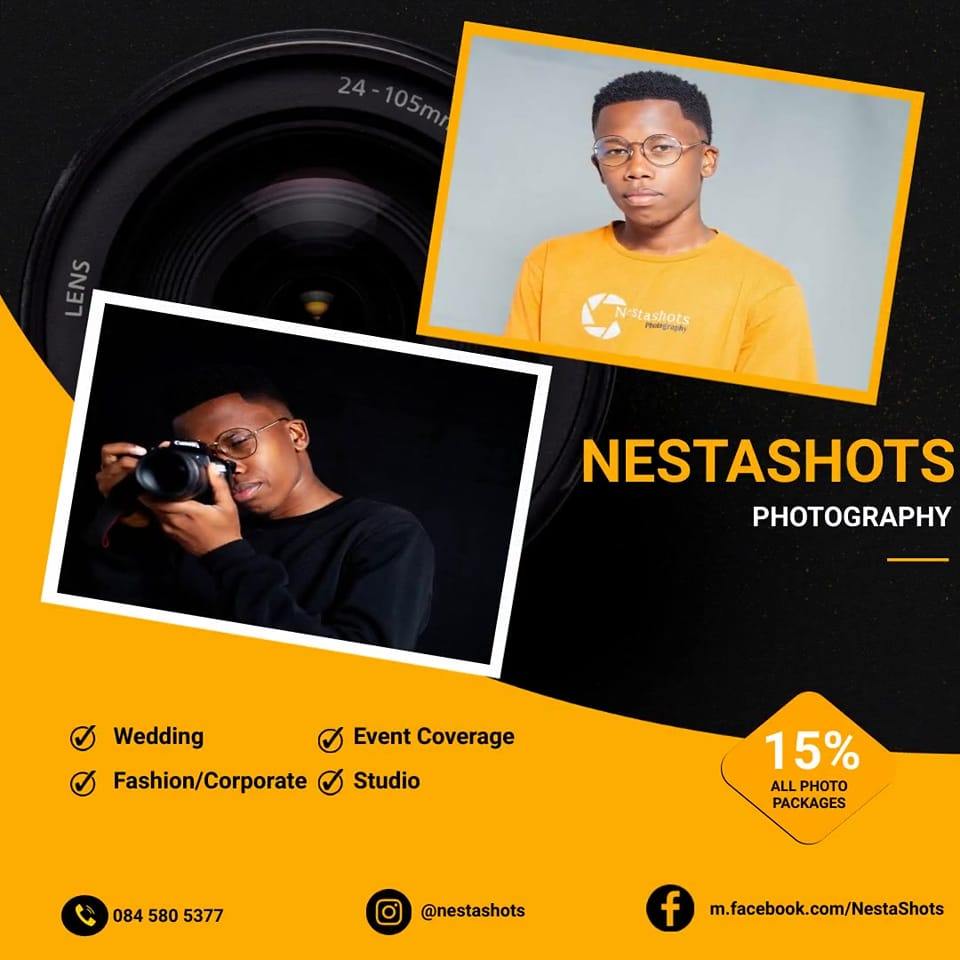 24-105mm
LENS
Nestashots
Photography
NESTASHOTS
PHOTOGRAPHY
Wedding
Event Coverage
Fashion/Corporate
Studio
15%
ALL PHOTO
PACKAGES
084 580 5377
@nestashots
m.facebook.com/NestaShots